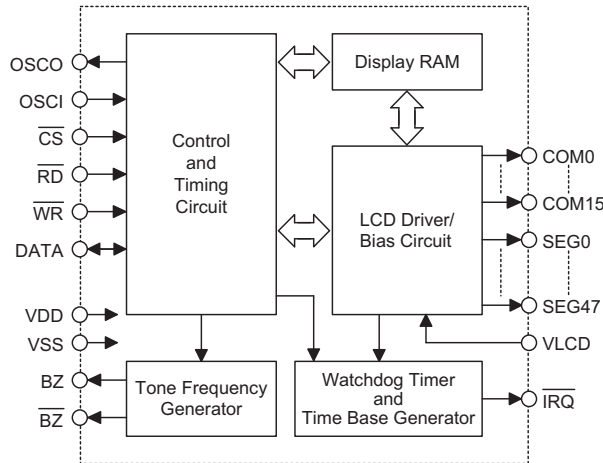 OSCO
OSCI
CS
RD
WR
DATA
VDD
VSS
BZ
BZ
Control
and
Timing
Circuit
Display RAM
LCD Driver/
Bias Circuit
Tone Frequency
Generator
Watchdog Timer
and
Time Base Generator
COM0
COM15
SEG0
SEG47
VLCD
IRQ